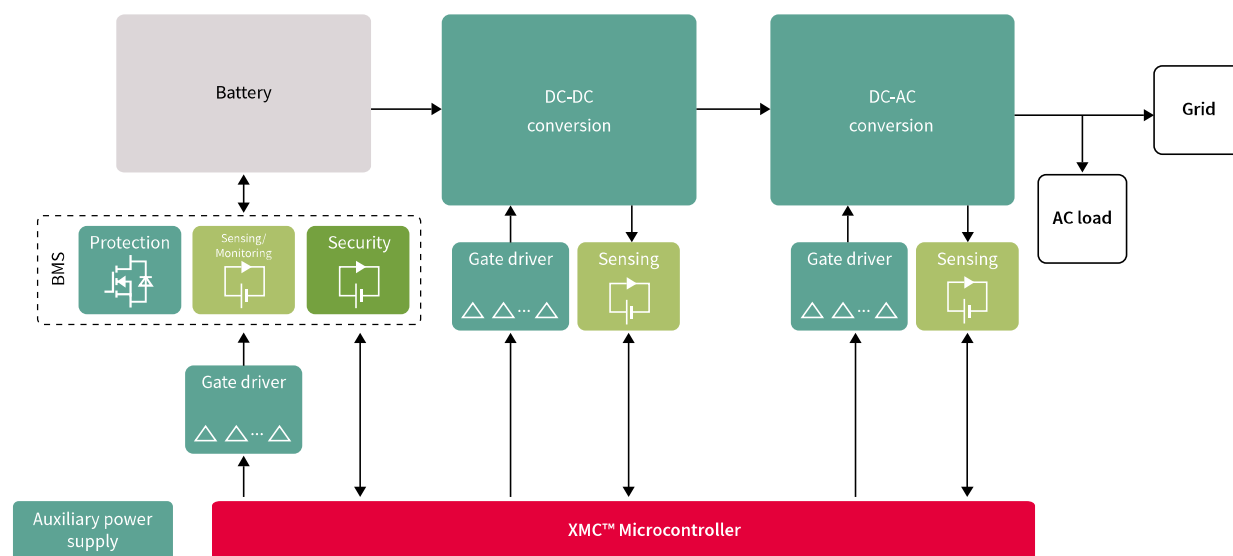 Battery
DC-DC
conversion
DC-AC
conversion
Grid
AC load
BMS
Protection
Sensing/
Monitoring
Security
Gate driver
...
Sensing
Gate driver
...
Sensing
Gate driver
...
Auxiliary power
supply
XMC™ Microcontroller